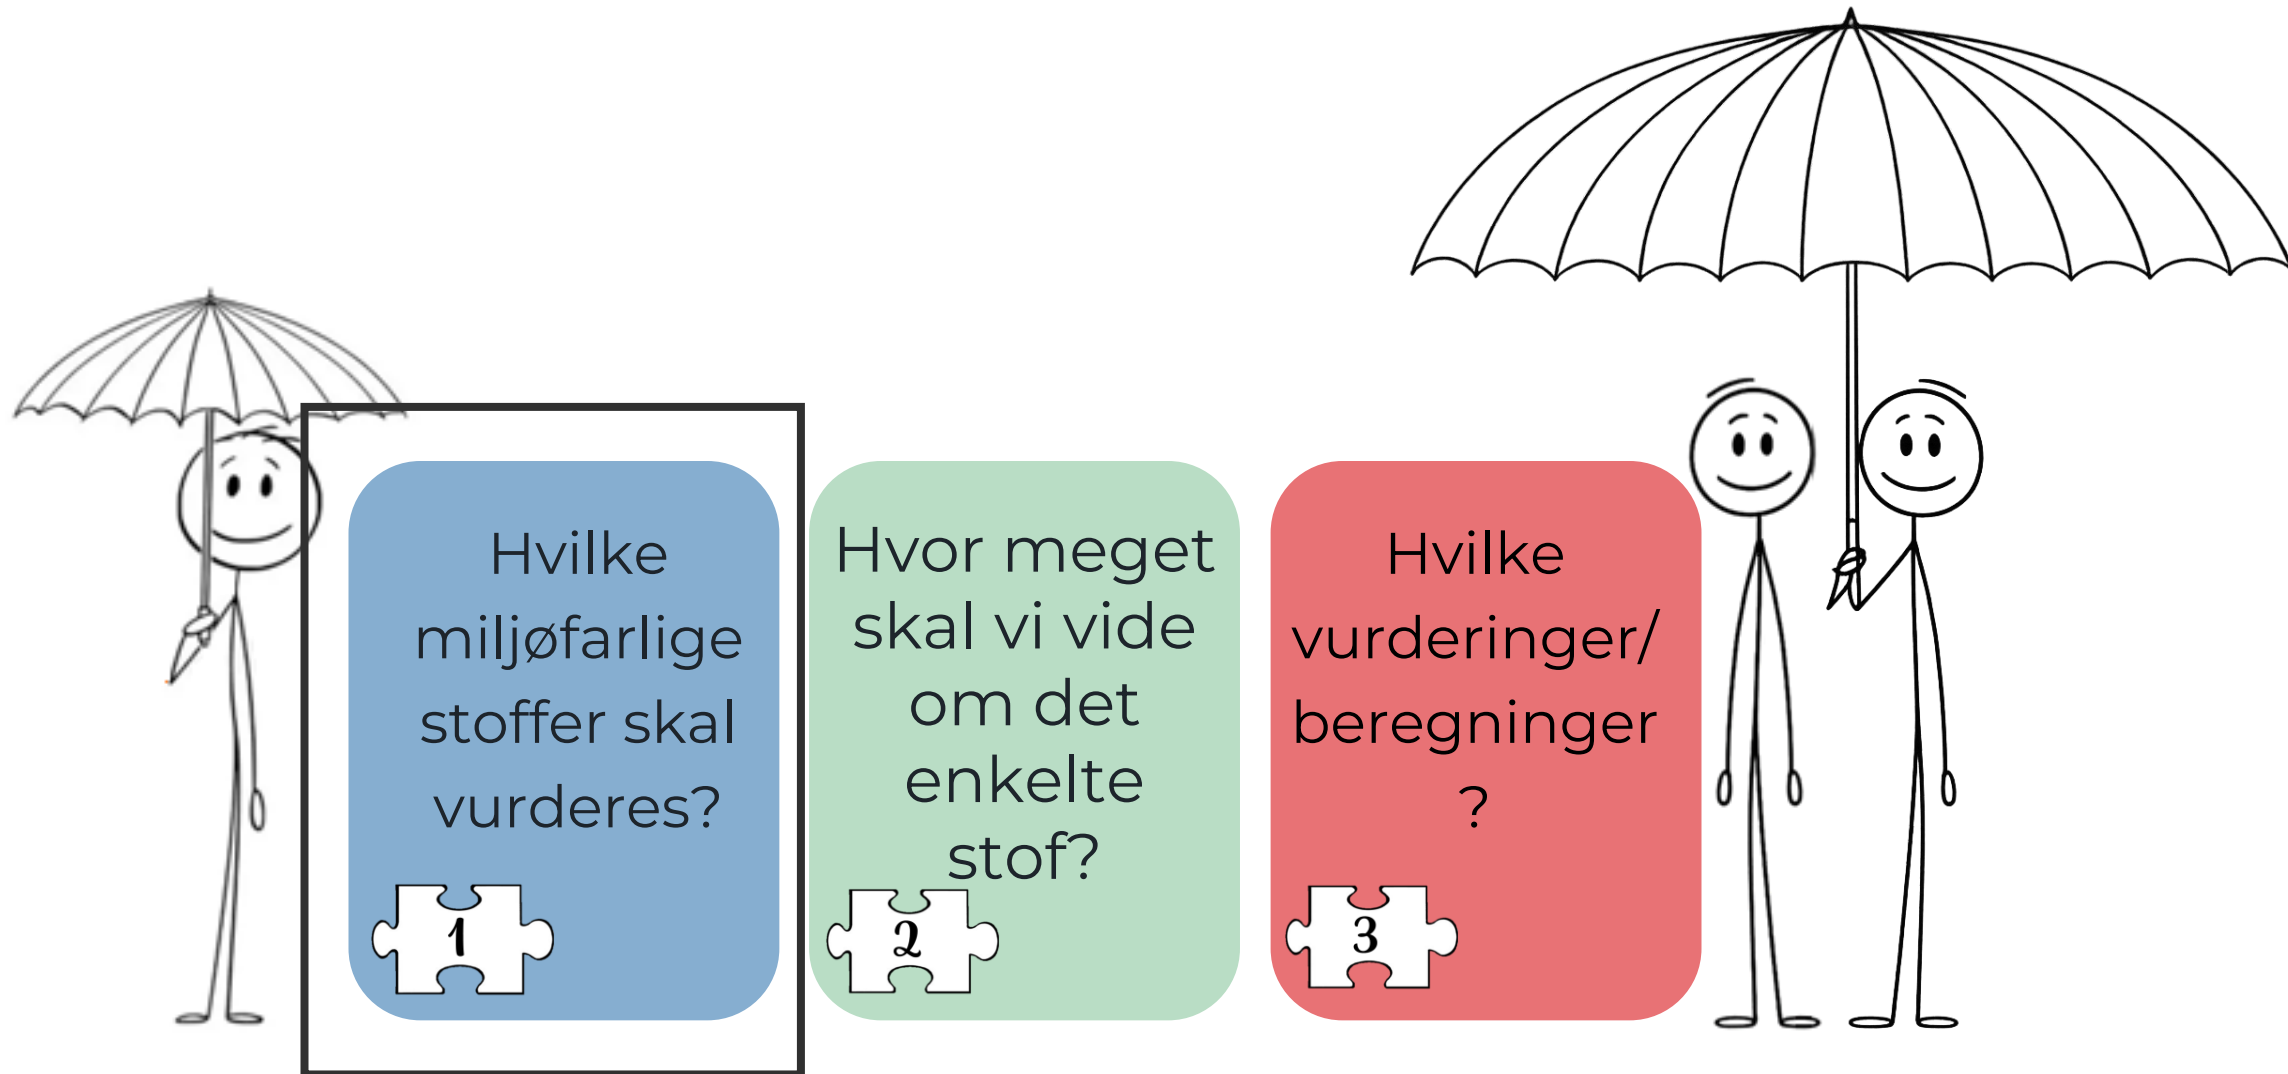 Hvilke
miljøfarlige
stoffer skal
vurderes?
1
Hvor meget
skal vi vide
om det
enkelte
stof?
2
Hvilke
vurderinger/
beregninger
?
3